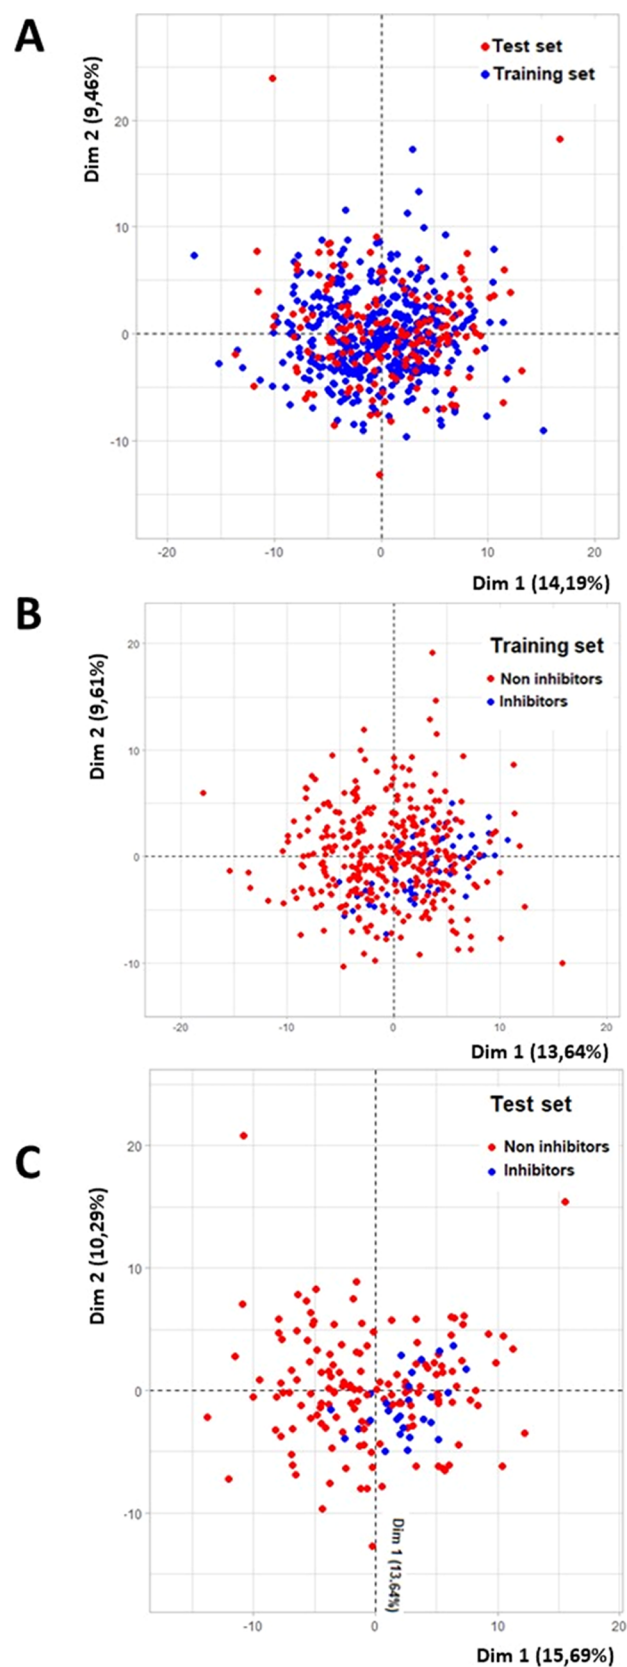 A
Test set
Training set
Dim 2 (9,46%)
20
10
0
-10
-20
-10
0
10
20
Dim 1 (14,19%)
B
Training set
Non inhibitors
Inhibitors
Dim 2 (9,61%)
20
10
0
-10
-20
-10
0
10
20
Dim 1 (13,64%)
C
Test set
Non inhibitors
Inhibitors
Dim 2 (10,29%)
20
10
0
-10
Dim 1 (13.64%)
-10
0
10
20
Dim 1 (15,69%)